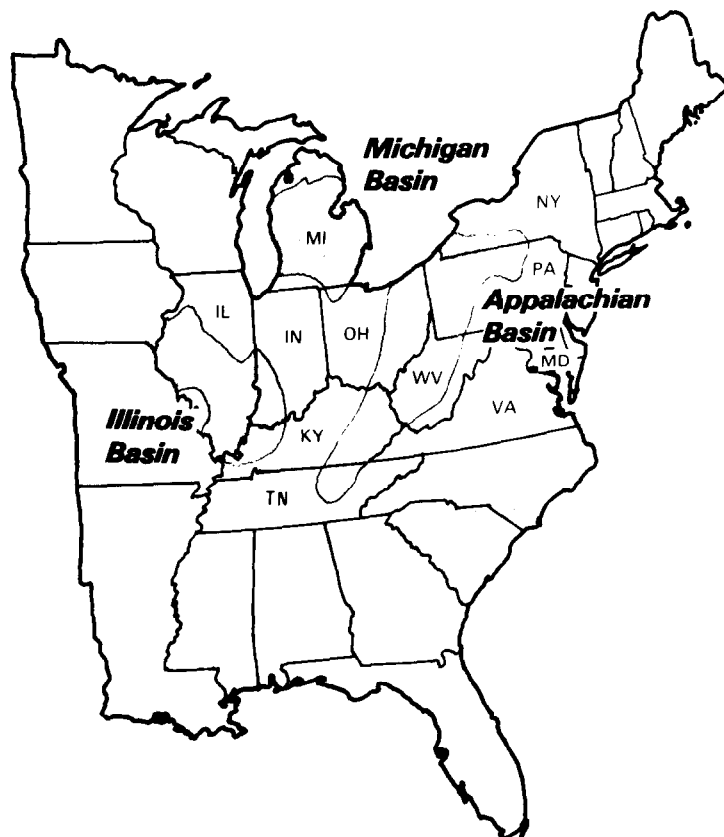 Michigan
Basin
NY
MI
PA
IL
Appalachian
Basin
IN
OH
MD
WV
VA
Illinois
Basin
KY
TN